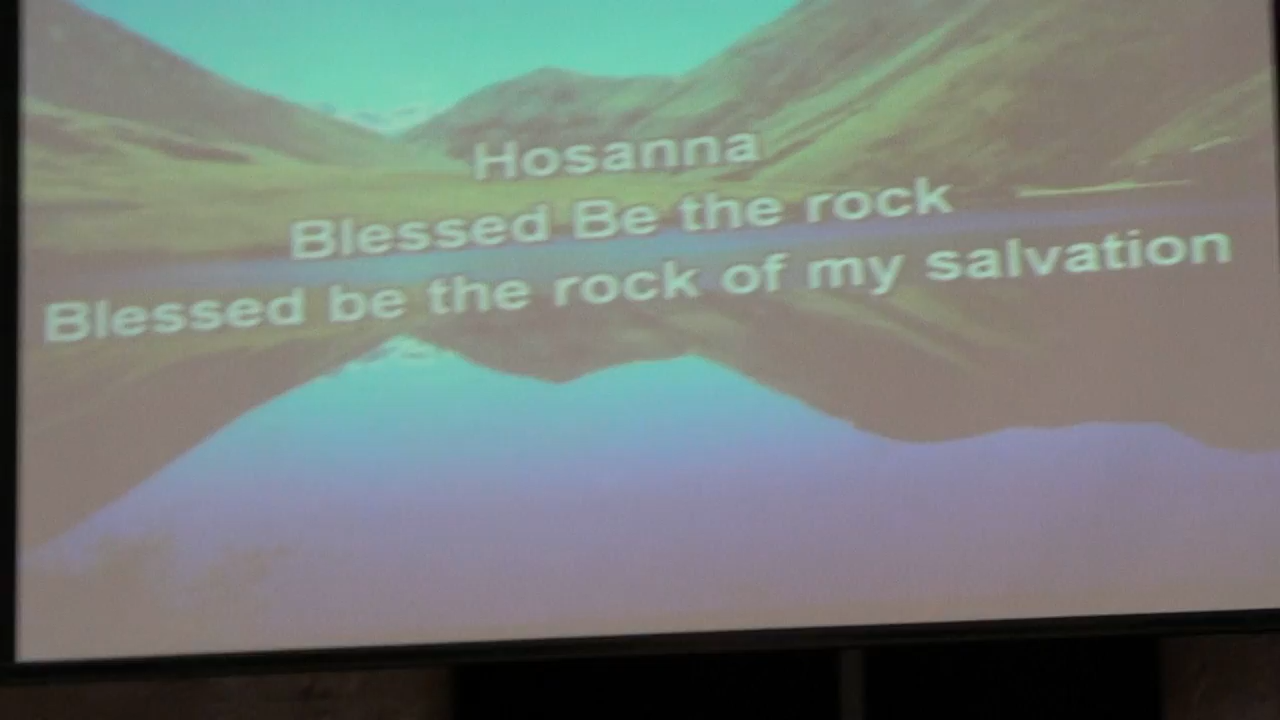 Hosanna
Blessed Be the rock
Blessed be the rock of my salvation